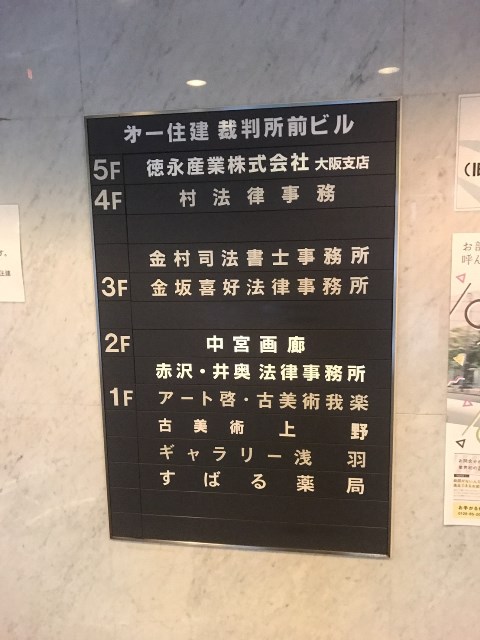 㐧一住建 裁判所前ビル
5F 徳永産業株式会社 大阪支店
4F 村法律事務
金村司法書士事務所
3F 金坂喜好法律事務所
2F 中宮画廊
赤沢・井奥法律事務所
1F アート啓・古美術我楽
古美術上野
ギャラリー浅羽
すばる薬局